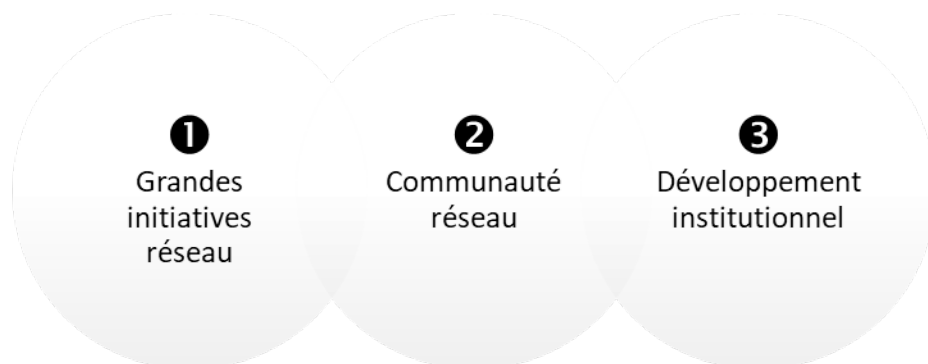 ❶
Grandes
initiatives
réseau
❷
Communauté
réseau
❸
Développement
institutionnel